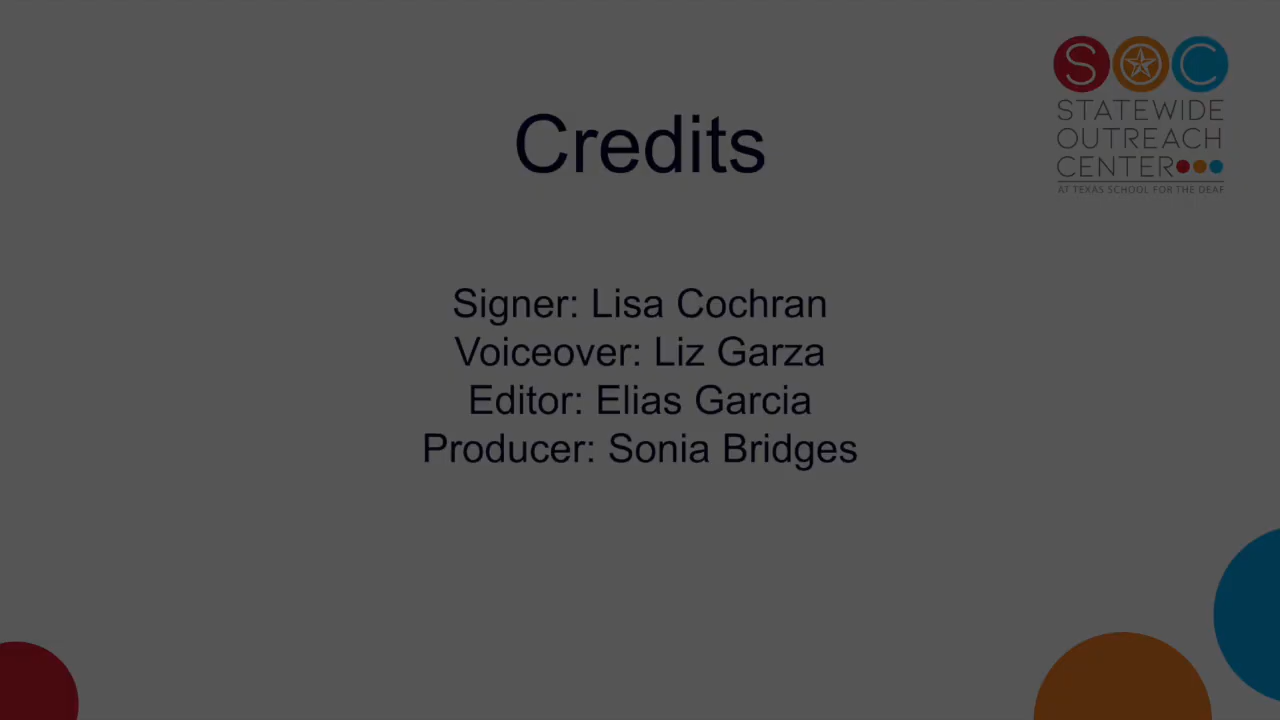 S☆C
STATEWIDE
OUTREACH
CENTER
AT TEXAS SCHOOL FOR THE DEAF
Credits
Signer: Lisa Cochran
Voiceover: Liz Garza
Editor: Elias Garcia
Producer: Sonia Bridges